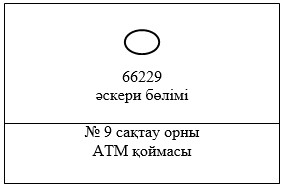 66229
әскери бөлімі
№ 9 сақтау орны
АТМ қоймасы